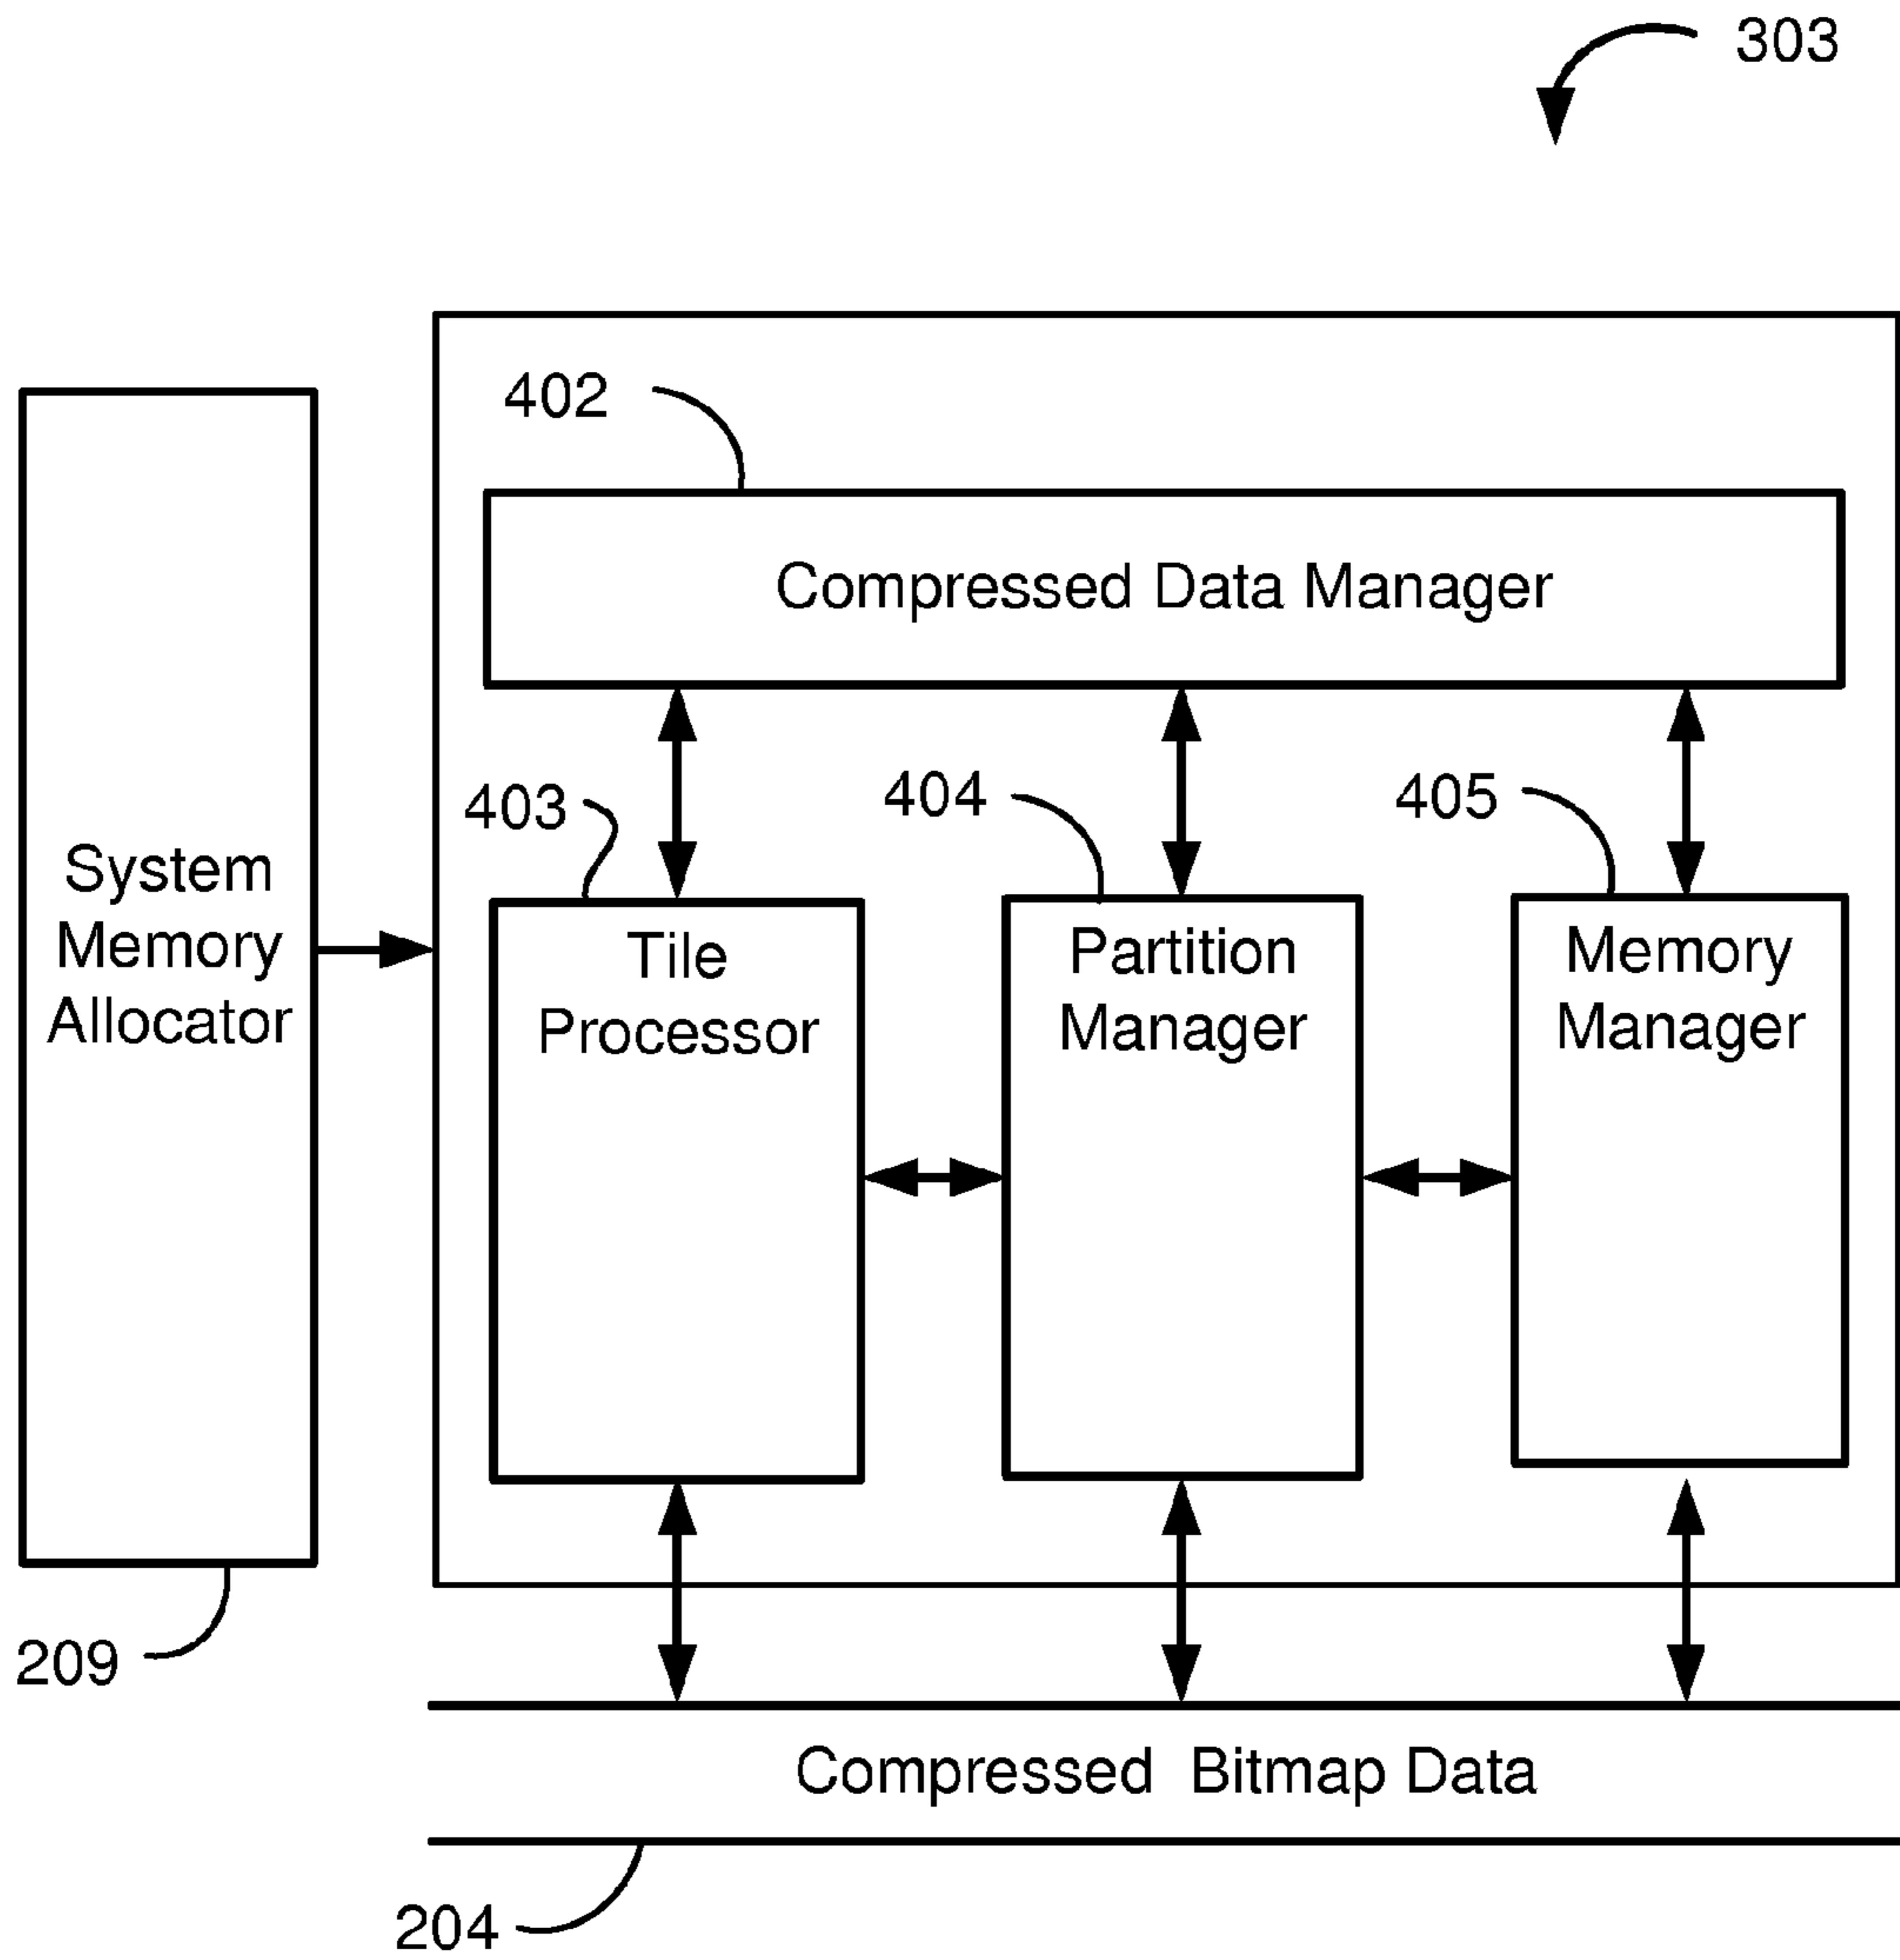 303
402
Compressed Data Manager
403
404
405
System
Memory
Allocator
Tile
Processor
Partition
Manager
Memory
Manager
209
Compressed Bitmap Data
204